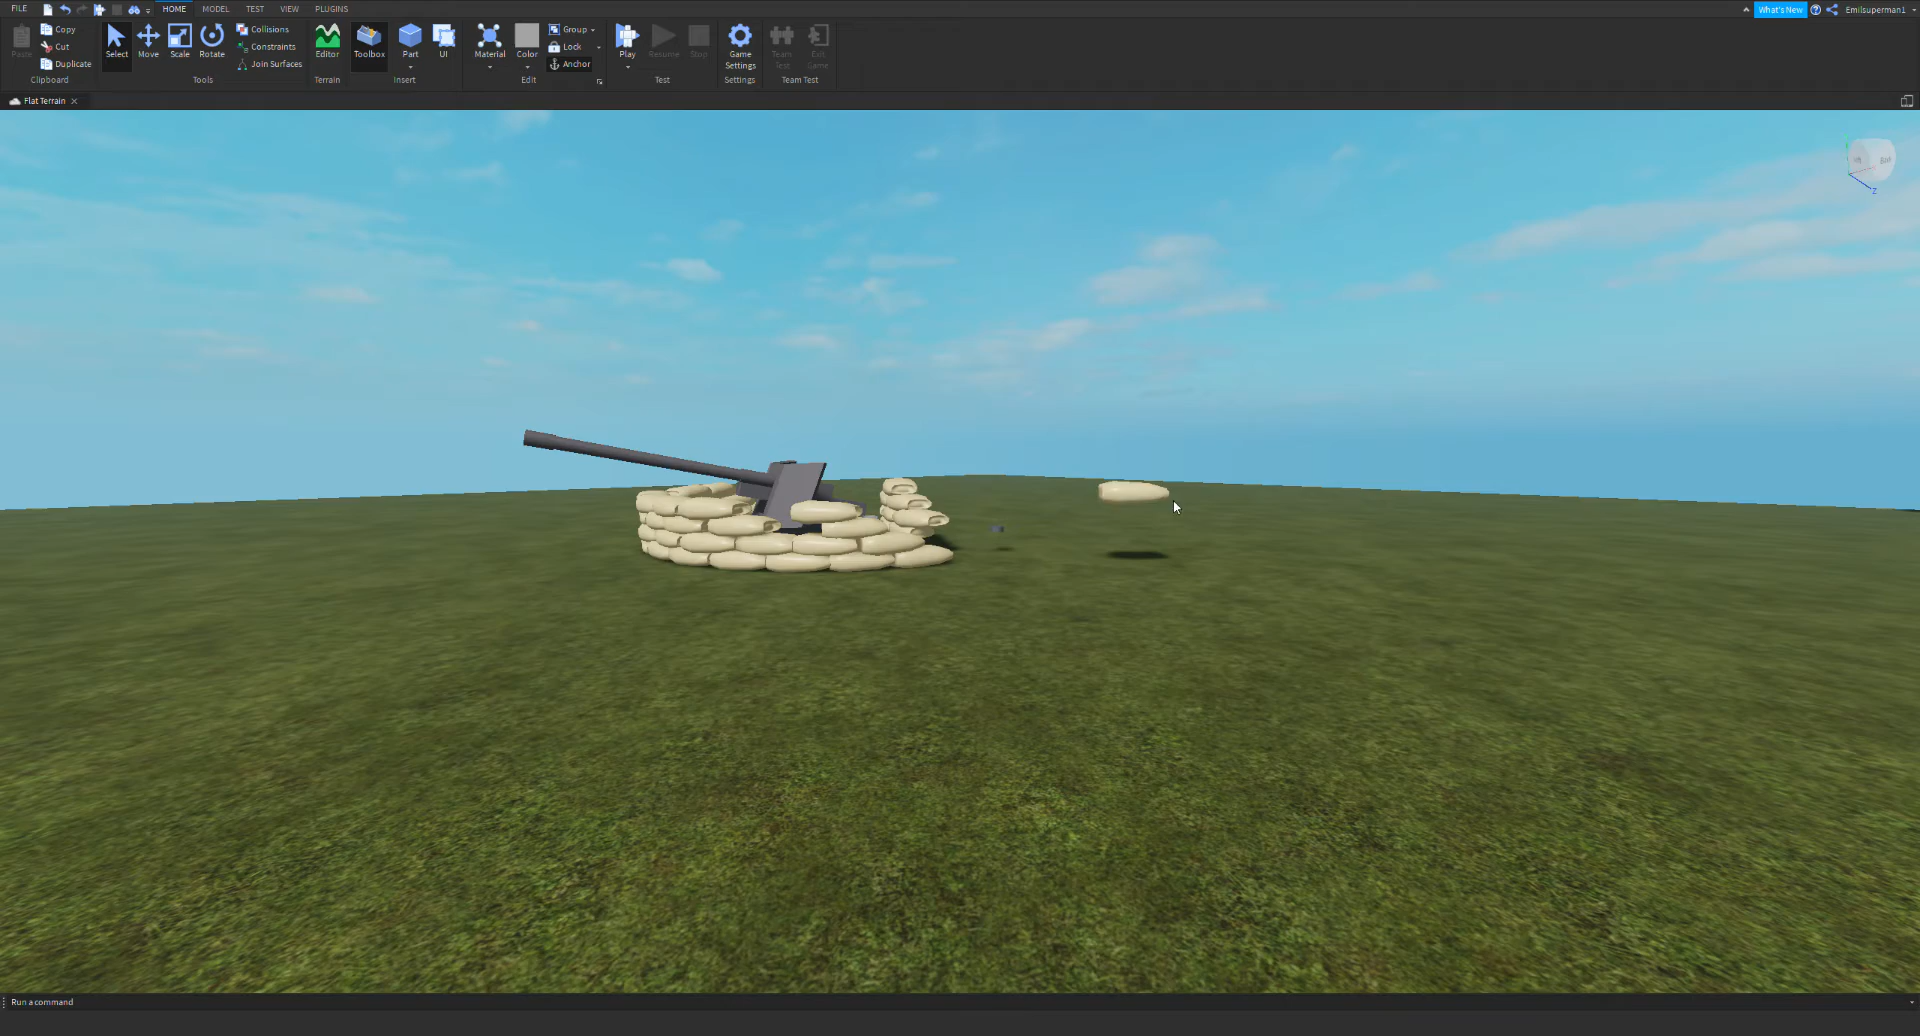 FILE
HOME
MODEL
TEST
VIEW
PLUGINS
What's New
Emilsuperman1
Paste
Copy
Cut
Duplicate
Clipboard
Select
Move
Scale
Rotate
Collisions
Constraints
Join Surfaces
Tools
Editor
Terrain
Toolbox
Part
UI
Insert
Material
Color
Group
Lock
Anchor
Edit
Play
Resume
Stop
Test
Game
Settings
Settings
Team
Test
Exit
Game
Team Test
Flat Terrain
Z
Run a command